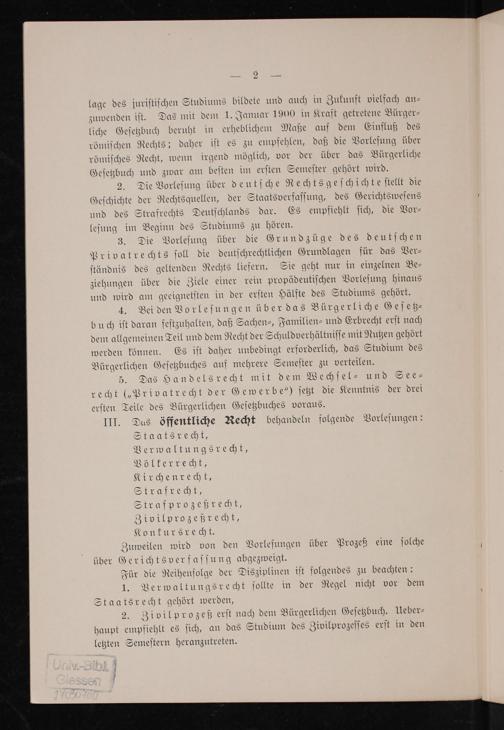 — 2 —
lage des juristischen Studiums bildete und auch in Zukunft vielfach an-
zuwenden ist. Das mit dem 1. Januar 1900 in Kraft getretene Bürger-
liche Gesetzbuch beruht in erheblichem Maße auf dem Einfluß des
römischen Rechts; daher ist es zu empfehlen, daß die Vorlesung über
römisches Recht, wenn irgend möglich, vor der über das Bürgerliche
Gesetzbuch und zwar am besten im ersten Semester gehört wird.
2. Die Vorlesung über deutsche Rechtsgeschichte stellt die
Geschichte der Rechtsquellen, der Staatsverfassung, des Gerichtswesens
und des Strafrechts Deutschlands dar. Es empfiehlt sich, die Vor-
lesung im Beginn des Studiums zu hören.
3. Die Vorlesung über die Grundzüge des deutschen
Privatrechts soll die deutschrechtlichen Grundlagen für das Ver-
ständnis des geltenden Rechts liefern. Sie geht nur in einzelnen Be-
ziehungen über die Ziele einer rein propädeutischen Vorlesung hinaus
und wird am geeignetsten in der ersten Hälfte des Studiums gehört.
4. Bei den Vorlesungen über das Bürgerliche Gesetz-
buch ist daran festzuhalten, daß Sachen-, Familien- und Erbrecht erst nach
dem allgemeinen Teil und dem Recht der Schuldverhältnisse mit Nutzen gehört
werden können. Es ist daher unbedingt erforderlich, das Studium des
Bürgerlichen Gesetzbuches auf mehrere Semester zu verteilen.
5. Das Handelsrecht mit dem Wechsel- und See-
recht („Privatrecht der Gewerbe“) setzt die Kenntnis der drei
ersten Teile des Bürgerlichen Gesetzbuches voraus.
III. Das öffentliche Recht behandeln folgende Vorlesungen:
Staatsrecht,
Verwaltungsrecht,
Völkerrecht,
Kirchenrecht,
Strafrecht,
Strafprozeßrecht,
Zivilprozeßrecht,
Konkursrecht.
Zuweilen wird von den Vorlesungen über Prozeß eine solche
über Gerichtsverfassung abgezweigt.
Für die Reihenfolge der Disziplinen ist folgendes zu beachten:
1. Verwaltungsrecht sollte in der Regel nicht vor dem
Staatsrecht gehört werden,
2. Zivilprozeß erst nach dem Bürgerlichen Gesetzbuch. Ueber-
haupt empfiehlt es sich, an das Studium des Zivilprozesses erst in den
letzten Semestern heranzutreten.
Univ.-Bibl.
Giessen